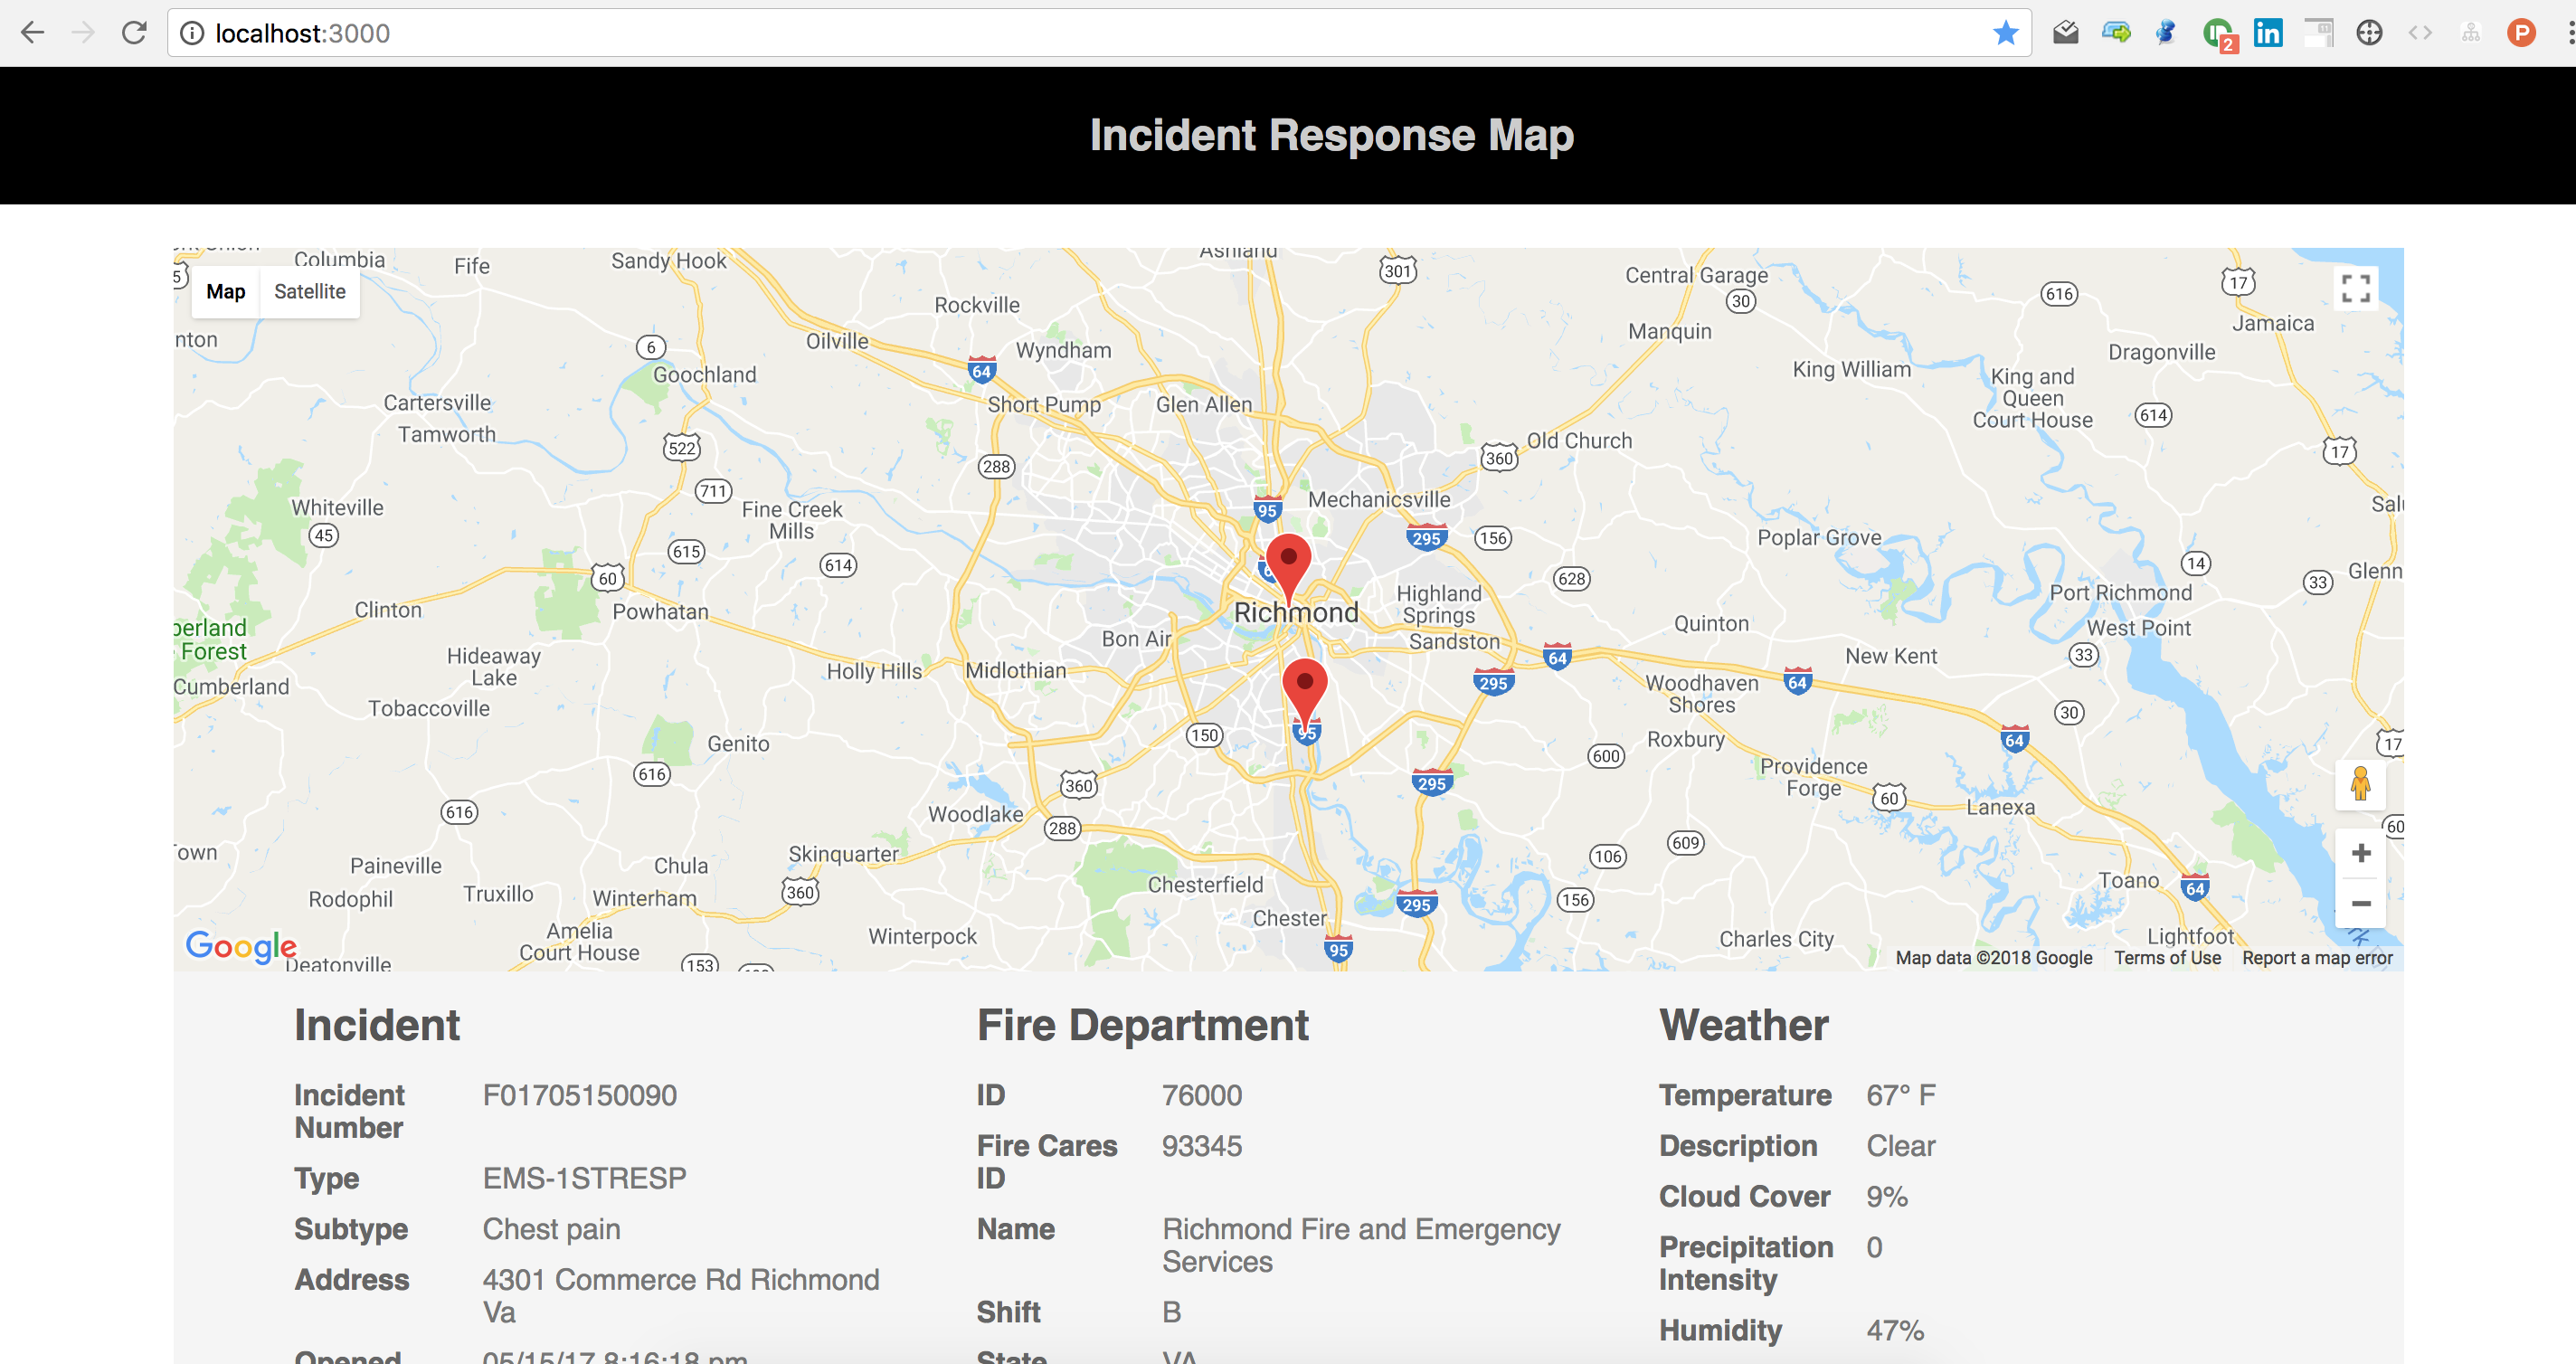 localhost:3000
2
in
P
Incident Response Map
Map
Satellite
Columbia
Fife
Sandy Hook
Ashland
301
Central Garage
30
616
17
Jamaica
Rockville
Oilville
Wyndham
Manquin
Dragonville
6
64
Goochland
King William
King and
Queen
Court House
Cartersville
Tamworth
Short Pump
Glen Allen
614
522
288
360
Old Church
17
711
Whiteville
45
Fine Creek
Mills
95
Mechanicsville
295
156
Poplar Grove
615
614
60
628
14
33
Glenn
Clinton
Powhatan
Richmond
Highland
Springs
Sandston
Quinton
Port Richmond
West Point
Forest
Bon Air
Hideaway
Lake
Cumberland
Holly Hills
Midlothian
64
295
New Kent
33
Woodhaven
Shores
64
Tobaccoville
30
Genito
150
95
Roxbury
600
64
17
616
360
295
Providence
Forge
60
Lanexa
616
Woodlake
288
609
60
Skinquarter
106
Paineville
Chula
Rodophil
Truxillo
Winterham
360
Chesterfield
295
156
Toano
64
Chester
Amelia
Court House
Winterpock
95
Charles City
Lightfoot
Google
Deatonville
153
Map data ©2018 Google
Terms of Use
Report a map error
Incident
Incident
Number
F01705150090
Type
EMS-1STRESP
Subtype
Chest pain
Address
4301 Commerce Rd Richmond
Va
Opened
05/15/17 8:16:18 pm
Fire Department
ID
76000
Fire Cares
ID
93345
Name
Richmond Fire and Emergency
Services
Shift
B
State
VA
Weather
Temperature
67° F
Description
Clear
Cloud Cover
9%
Precipitation
Intensity
0
Humidity
47%